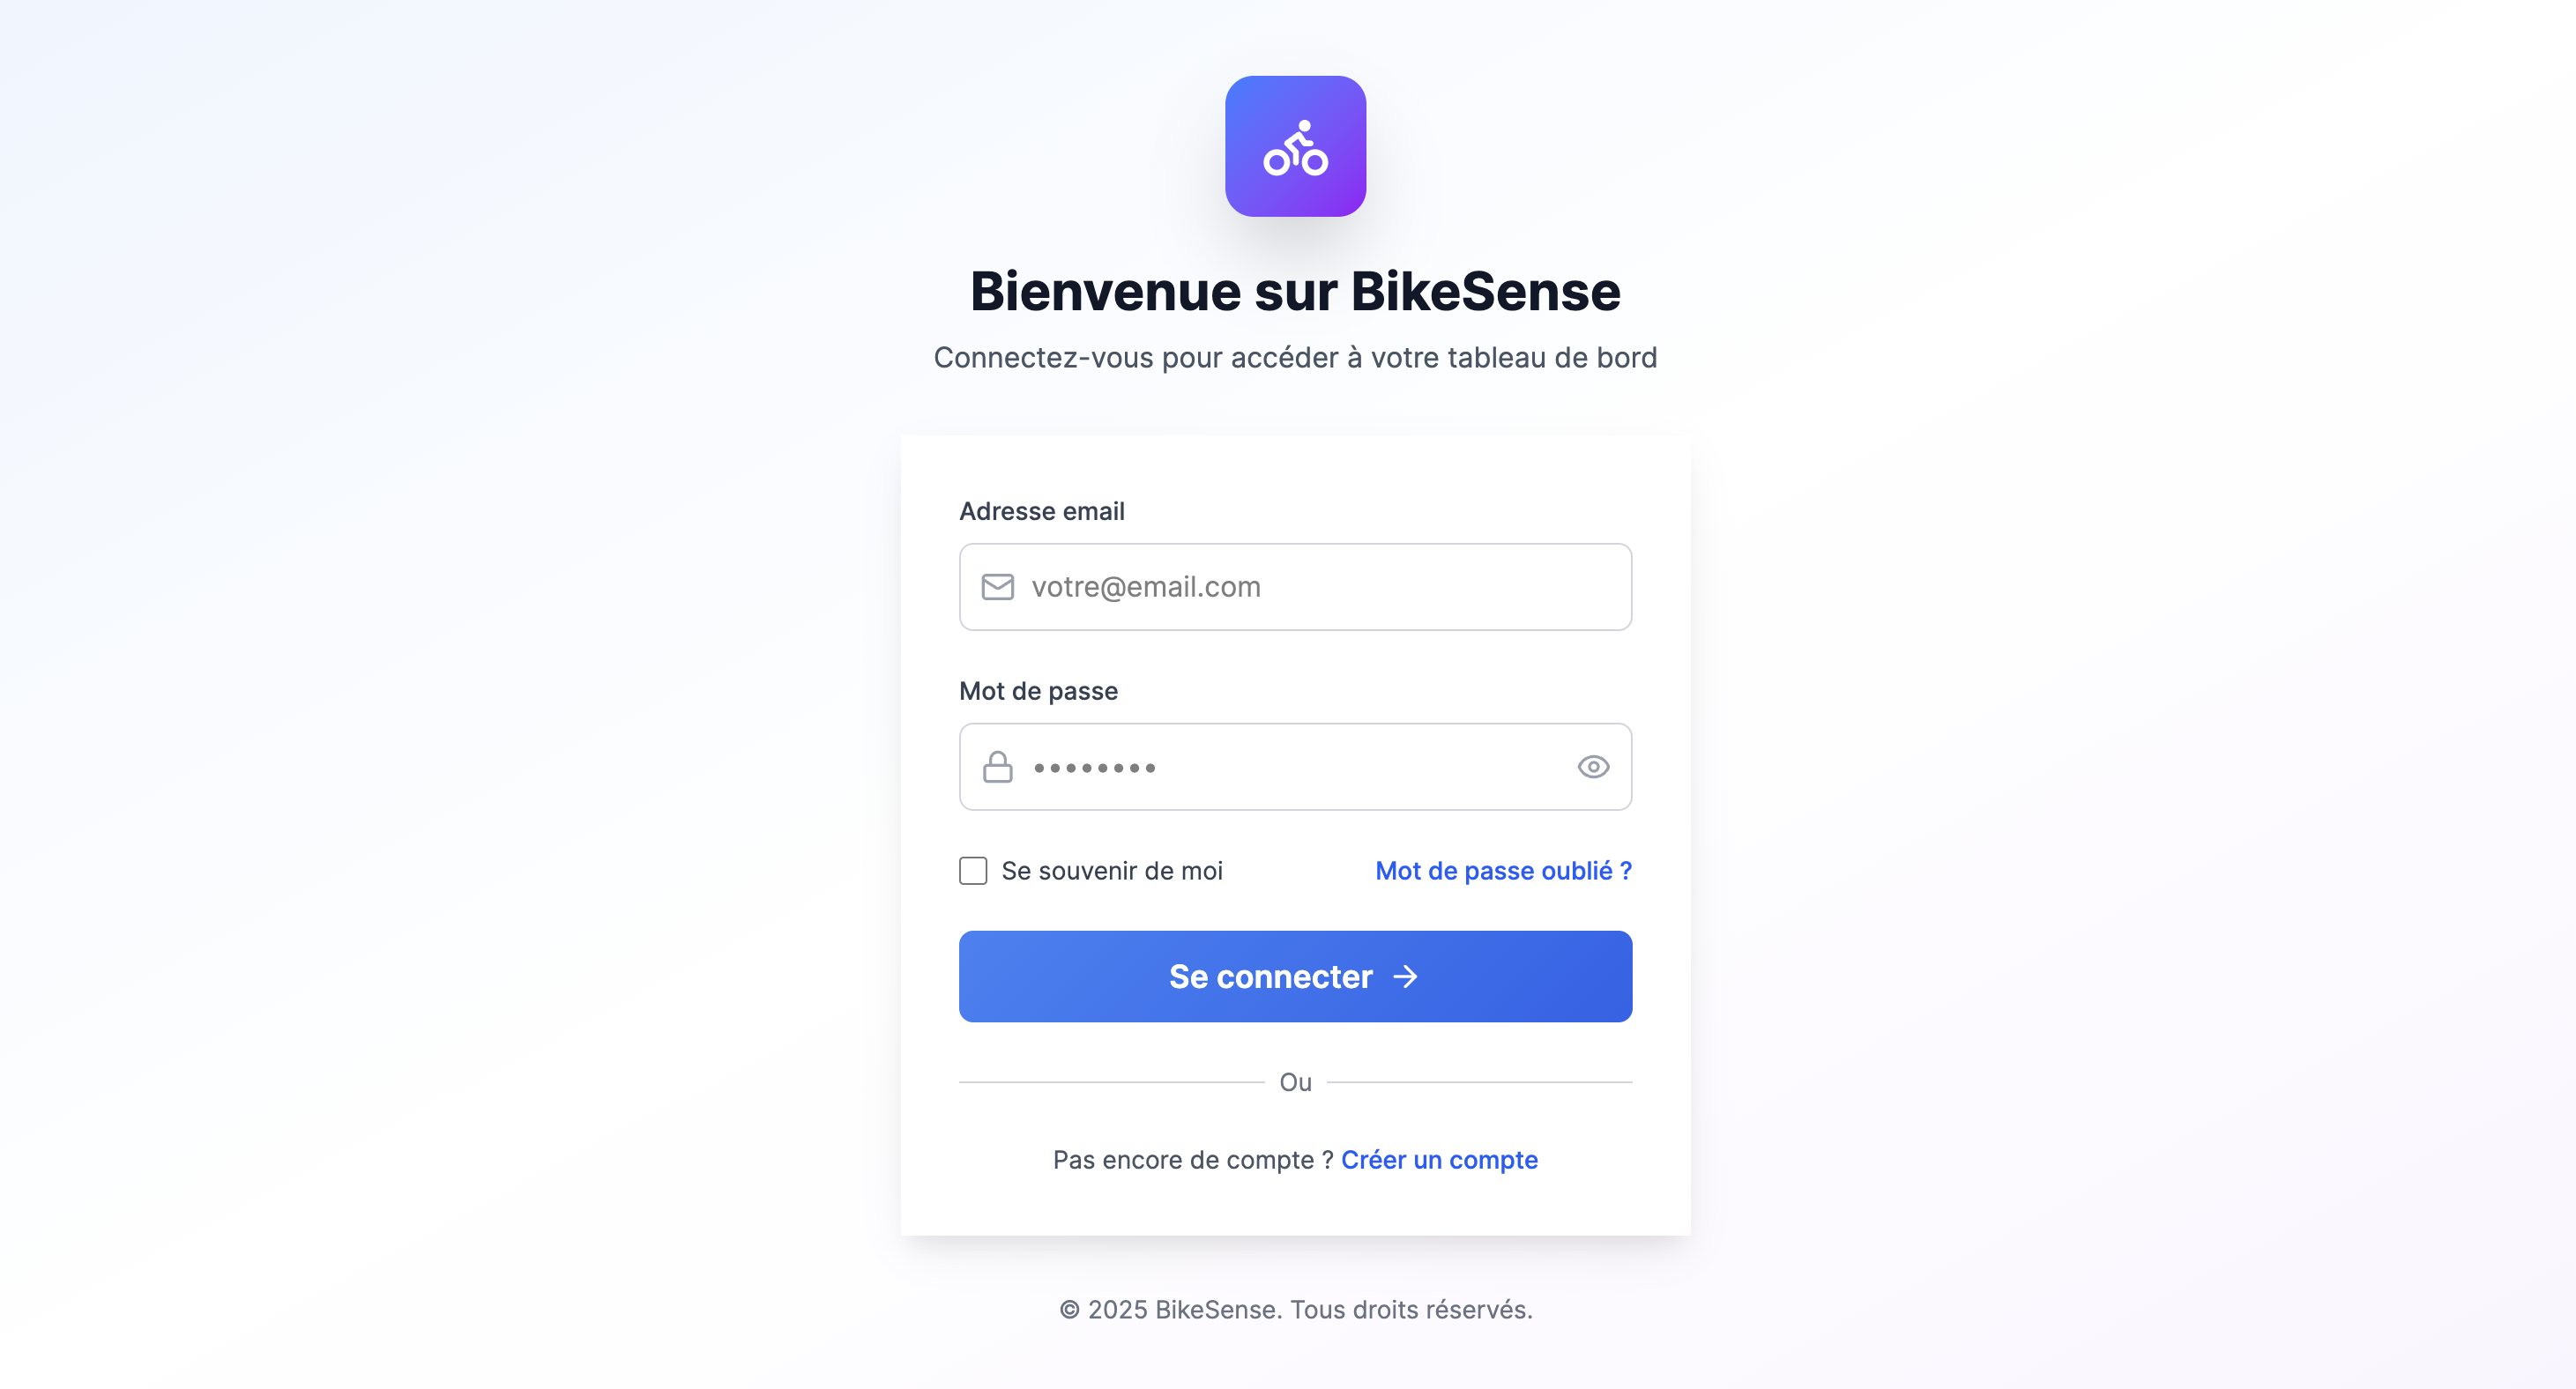 Bienvenue sur BikeSense
Connectez-vous pour accéder à votre tableau de bord
Adresse email
votre@email.com
Mot de passe
••••••••
Se souvenir de moi
Mot de passe oublié ?
Se connecter →
Ou
Pas encore de compte ? Créer un compte
© 2025 BikeSense. Tous droits réservés.